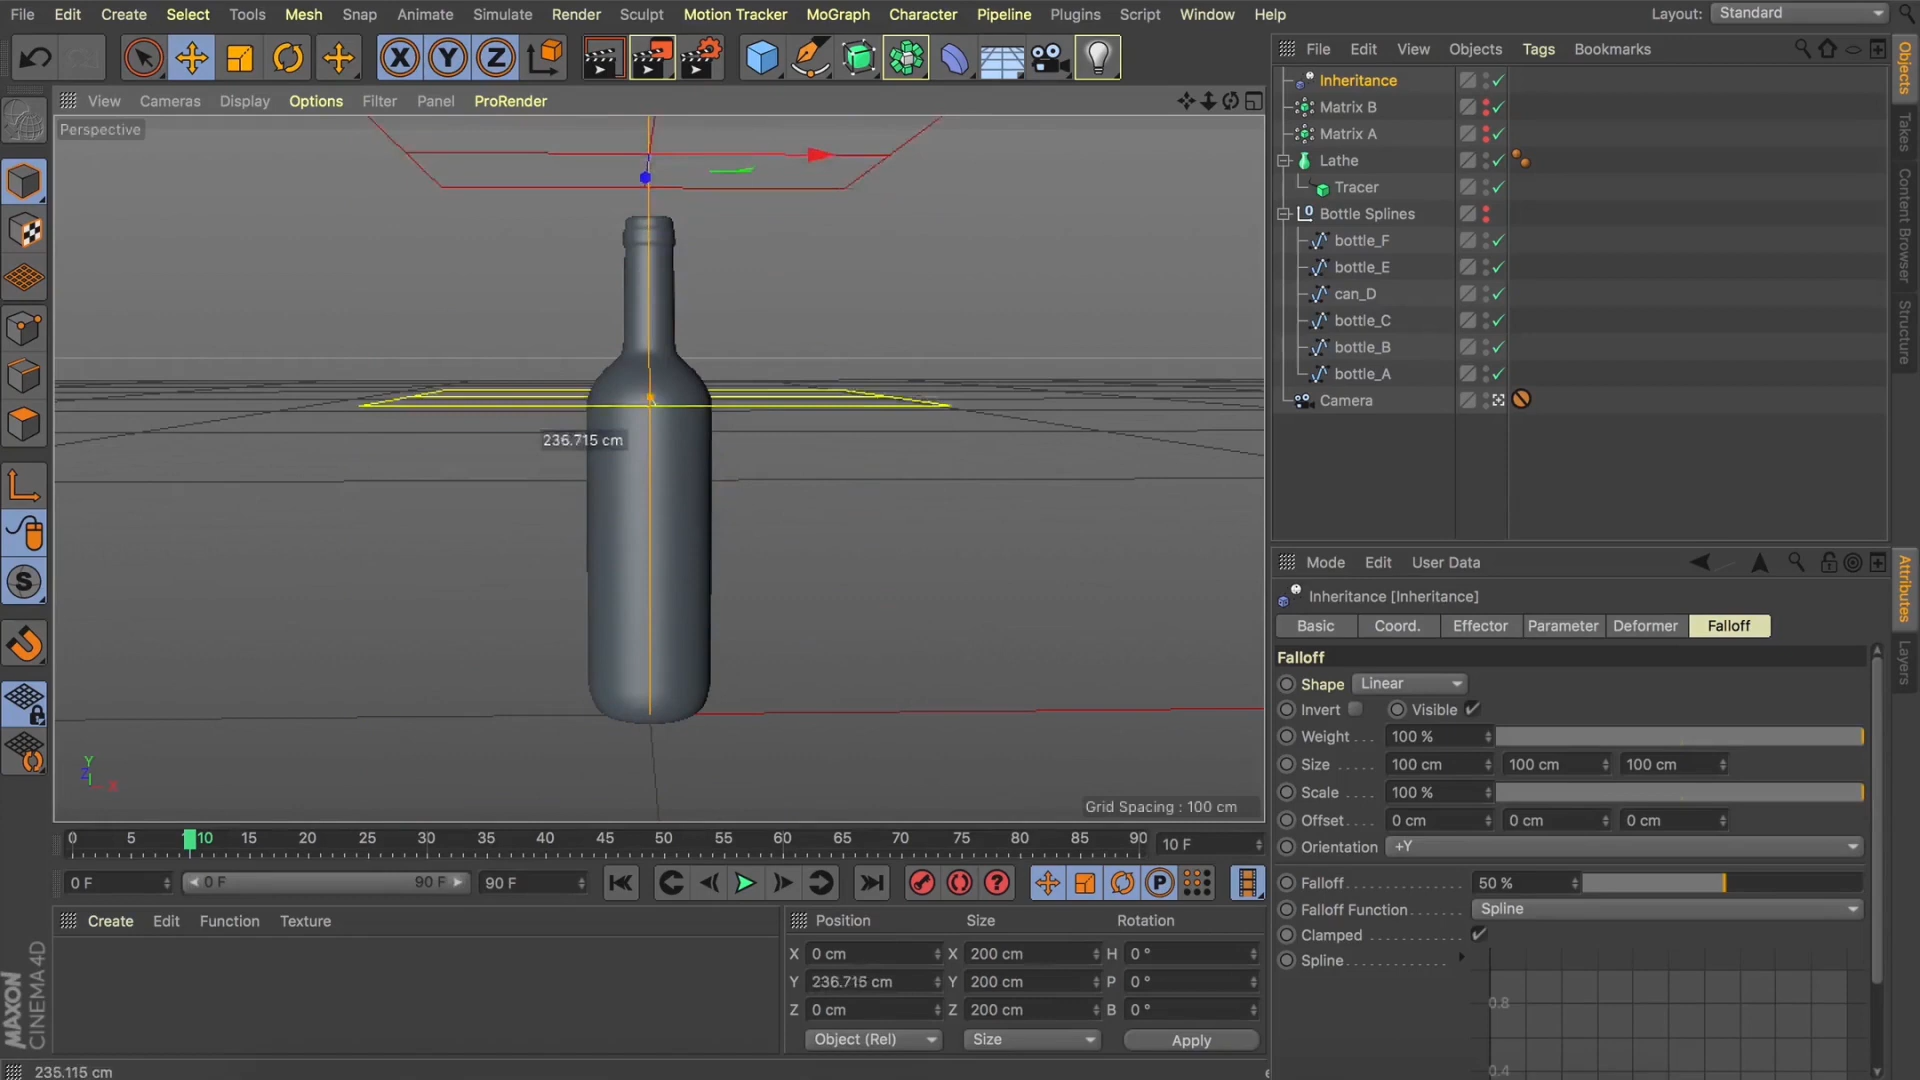 File Edit Create Select Tools Mesh Snap Animate Simulate Render Sculpt Motion Tracker MoGraph Character Pipeline Plugins Script Window Help Layout: Standard
X Y Z
File Edit View Objects Tags Bookmarks
View Cameras Display Options Filter Panel ProRender
Perspective
Inheritance
Matrix B
Matrix A
Lathe
Tracer
Bottle Splines
bottle_F
bottle_E
can_D
bottle_C
bottle_B
bottle_A
Camera
Objects
Takes
Content Browser
Structure
236.715 cm
Y
Z
X
Grid Spacing : 100 cm
Mode Edit User Data
Inheritance [Inheritance]
Basic Coord. Effector Parameter Deformer Falloff
Falloff
Shape Linear
Invert Visible
Weight . . . 100 %
Size . . . . . 100 cm 100 cm 100 cm
Scale . . . . 100 %
Offset . . . . 0 cm 0 cm 0 cm
Orientation +Y
Falloff . . . . . . . . . . . . . 50 %
Falloff Function . . . . . . Spline
Clamped . . . . . . . . . . .
Spline . . . . . . . . . . . . .
0.8
0.4
Attributes
Layers
0 5 10 15 20 25 30 35 40 45 50 55 60 65 70 75 80 85 90 10 F
0 F 0 F 90 F 90 F
Create Edit Function Texture
Position Size Rotation
X 0 cm X 200 cm H 0 °
Y 236.715 cm Y 200 cm P 0 °
Z 0 cm Z 200 cm B 0 °
Object (Rel) Size Apply
MAXON
CINEMA 4D
235.115 cm